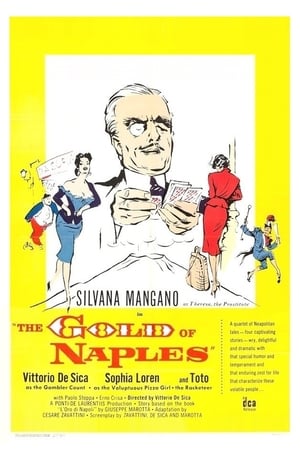 SILVANA MANGANO
as Theresa, the Prostitute
in
"THE GOLD OF
NAPLES"
Vittorio De Sica Sophia Loren and Toto
as the Gambler Count - as the Voluptuous Pizza Girl - the Racketeer
with Paolo Stoppa • Erno Crisa • Directed by Vittorio De Sica
A PONTI-DE LAURENTIIS Production • Story based on the book
"L'Oro di Napoli" by GIUSEPPE MAROTTA • Adaptation by
CESARE ZAVATTINI • Screenplay by ZAVATTINI, DE SICA AND MAROTTA
A quartet of Neapolitan
tales – four captivating
stories – wry, delightful
and dramatic with
that special humor and
temperament and
that enduring zest for life
that characterize these
volatile people...
dca
Release